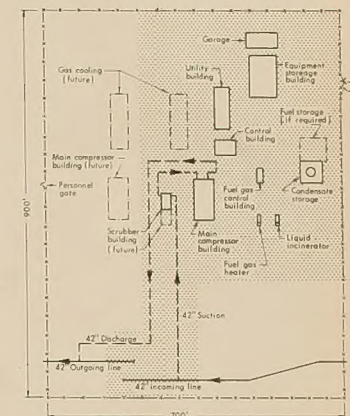 Garage
Equipment
storage building
Gas cooling
(future)
Utility
building
Control building
Fuel storage
(if required)
Main compressor
building (future)
Personnel
gate
Fuel gas
control
building
Condensate
storage
Scrubber
building
(future)
Main
compressor
building
Liquid
incinerator
Fuel gas
heater
900'
42" Suction
42" Discharge
42" Outgoing line
42" incoming line
700'